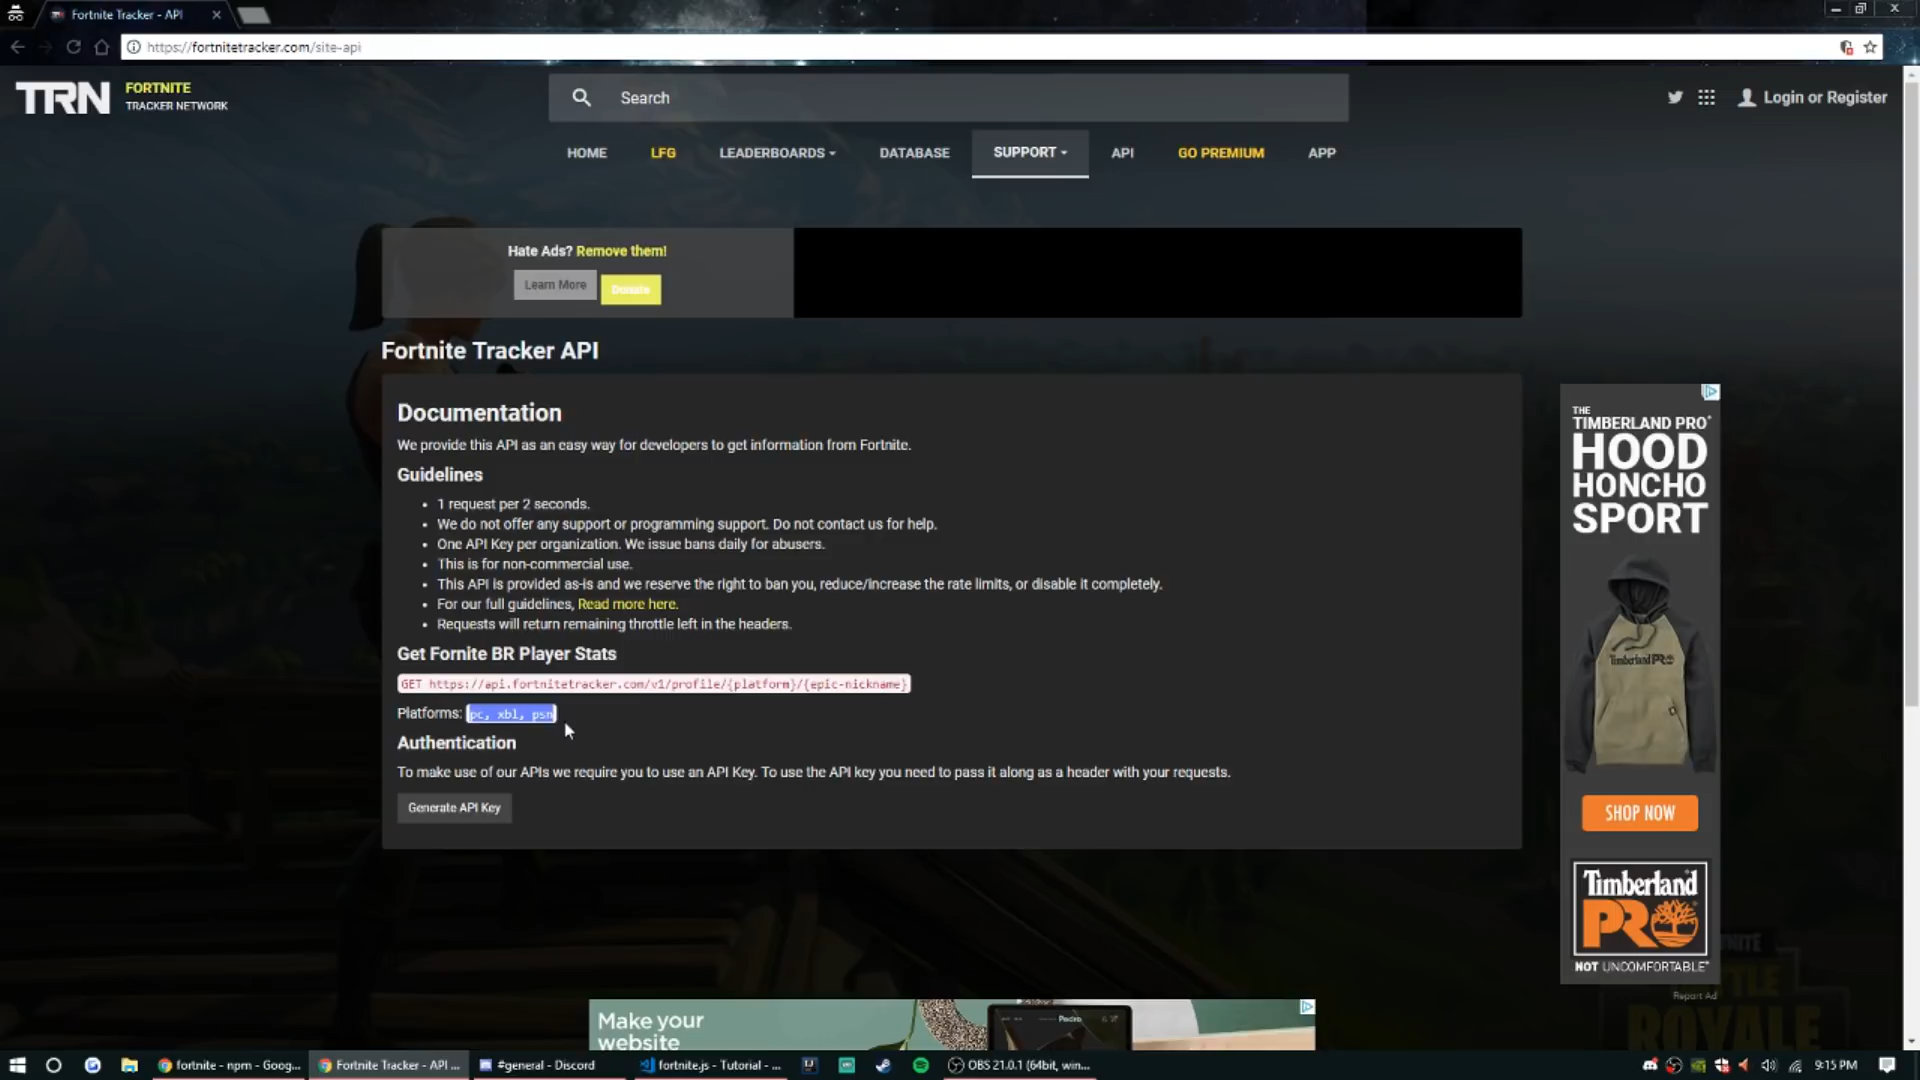 Fortnite Tracker - API
https://fortnitetracker.com/site-api
TRN
FORTNITE
TRACKER NETWORK
Search
Login or Register
HOME
LFG
LEADERBOARDS
DATABASE
SUPPORT
API
GO PREMIUM
APP
Hate Ads? Remove them!
Learn More
Donate
Fortnite Tracker API
Documentation
We provide this API as an easy way for developers to get information from Fortnite.
Guidelines
• 1 request per 2 seconds.
• We do not offer any support or programming support. Do not contact us for help.
• One API Key per organization. We issue bans daily for abusers.
• This is for non-commercial use.
• This API is provided as-is and we reserve the right to ban you, reduce/increase the rate limits, or disable it completely.
• For our full guidelines, Read more here.
• Requests will return remaining throttle left in the headers.
Get Fornite BR Player Stats
GET https://api.fortnitetracker.com/v1/profile/{platform}/{epic-nickname}
Platforms: pc, xbl, psn
Authentication
To make use of our APIs we require you to use an API Key. To use the API key you need to pass it along as a header with your requests.
Generate API Key
THE
TIMBERLAND PRO®
HOOD
HONCHO
SPORT
Timberland PRO
SHOP NOW
Timberland
PRO
NOT UNCOMFORTABLE™
Report Ad
BATTLE
ROYALE
Make your
website
Pedro
fortnite - npm - Goog...
Fortnite Tracker - API ...
#general - Discord
fortnite.js - Tutorial - ...
OBS 21.0.1 (64bit, win...
9:15 PM